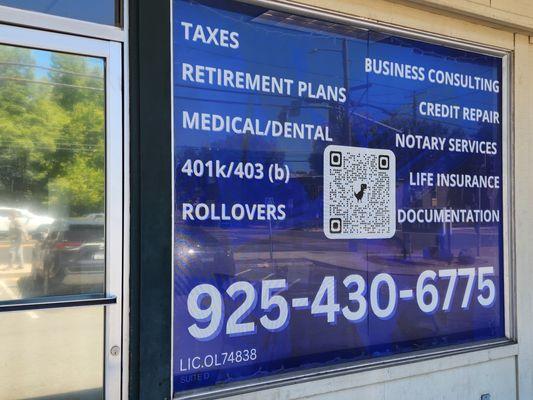 TAXES
RETIREMENT PLANS
MEDICAL/DENTAL
401k/403 (b)
ROLLOVERS
BUSINESS CONSULTING
CREDIT REPAIR
NOTARY SERVICES
LIFE INSURANCE
DOCUMENTATION
925-430-6775
LIC.OL74838
SUITE D